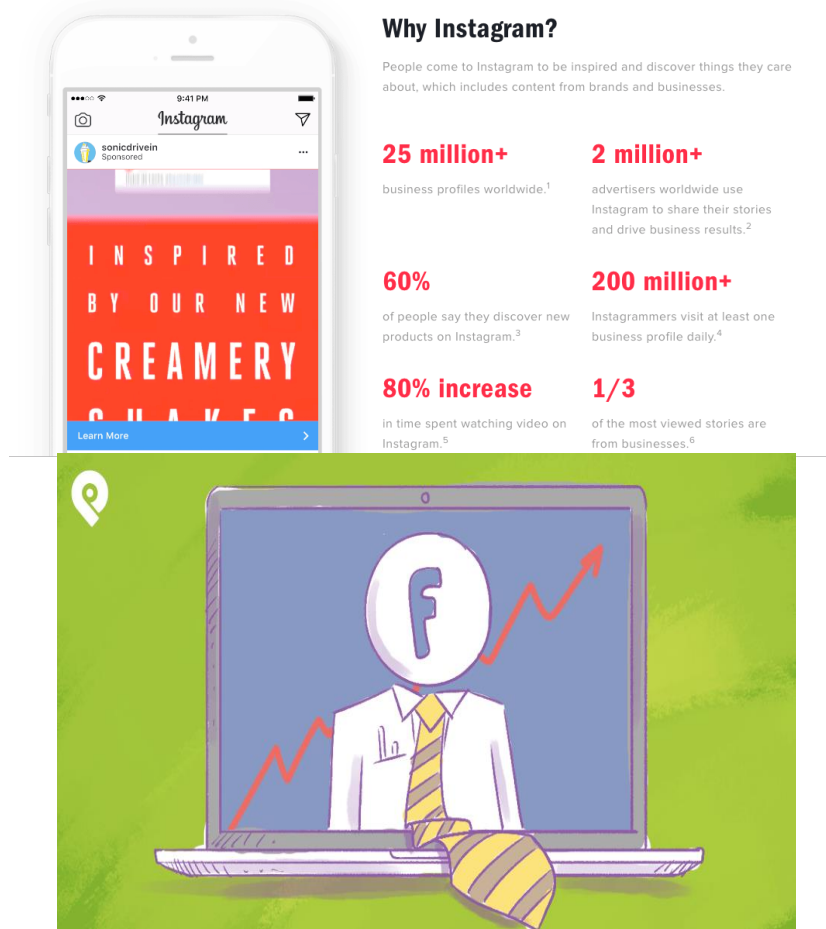 9:41 PM
Instagram
sonicdrivein
Sponsored
INSPIRED
BY OUR NEW
CREAMERY
Learn More
Why Instagram?
People come to Instagram to be inspired and discover things they care
about, which includes content from brands and businesses.
25 million+
business profiles worldwide.1
2 million+
advertisers worldwide use
Instagram to share their stories
and drive business results.2
60%
of people say they discover new
products on Instagram.3
200 million+
Instagrammers visit at least one
business profile daily.4
80% increase
in time spent watching video on
Instagram.5
1/3
of the most viewed stories are
from businesses.6
f